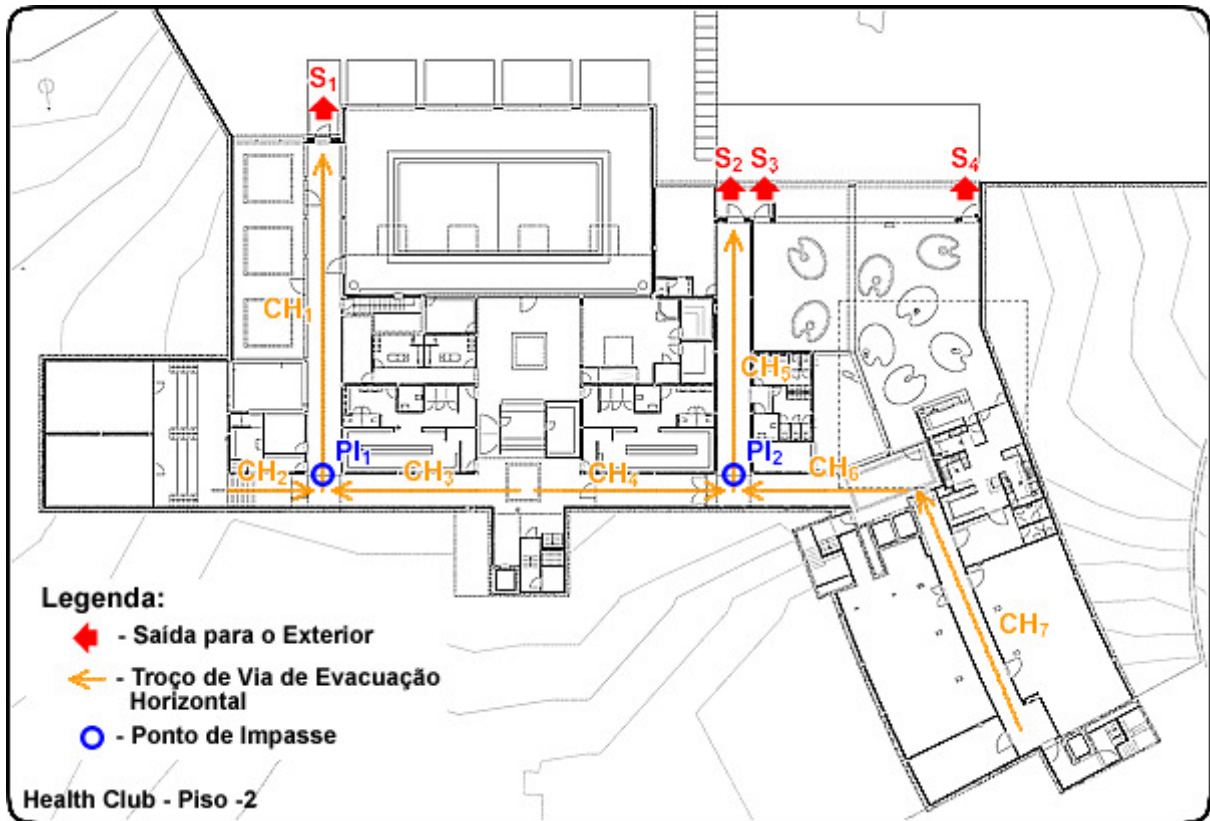 S₁
S₂ S₃ S₄
CH₁
CH₅
PI₁ PI₂
CH₂ CH₃ CH₄ CH₆
CH₇
Legenda:
- Saída para o Exterior
- Troço de Via de Evacuação
Horizontal
- Ponto de Impasse
Health Club - Piso -2